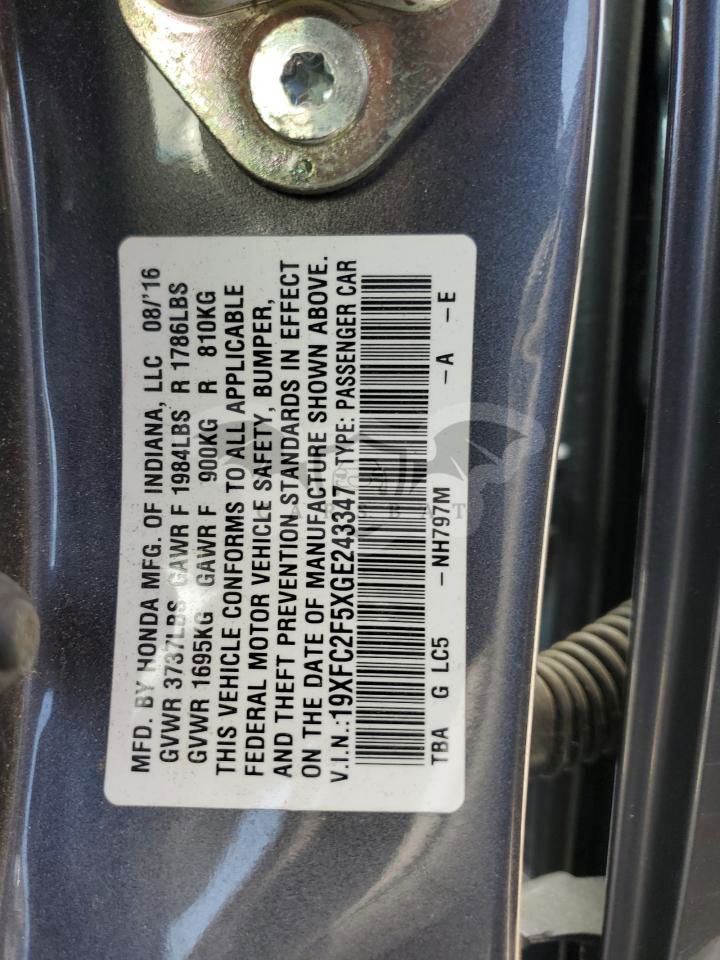 MFD. BY HONDA MFG. OF INDIANA, LLC 08/'16
GVWR 3737LBS GAWR F 1984LBS R 1786LBS
GVWR 1695KG GAWR F 900KG R 810KG
THIS VEHICLE CONFORMS TO ALL APPLICABLE
FEDERAL MOTOR VEHICLE SAFETY, BUMPER,
AND THEFT PREVENTION STANDARDS IN EFFECT
ON THE DATE OF MANUFACTURE SHOWN ABOVE.
V.I.N.:19XFC2F5XGE243347 TYPE: PASSENGER CAR
TBA G LC5 -NH797M -A -E
CARCBAT